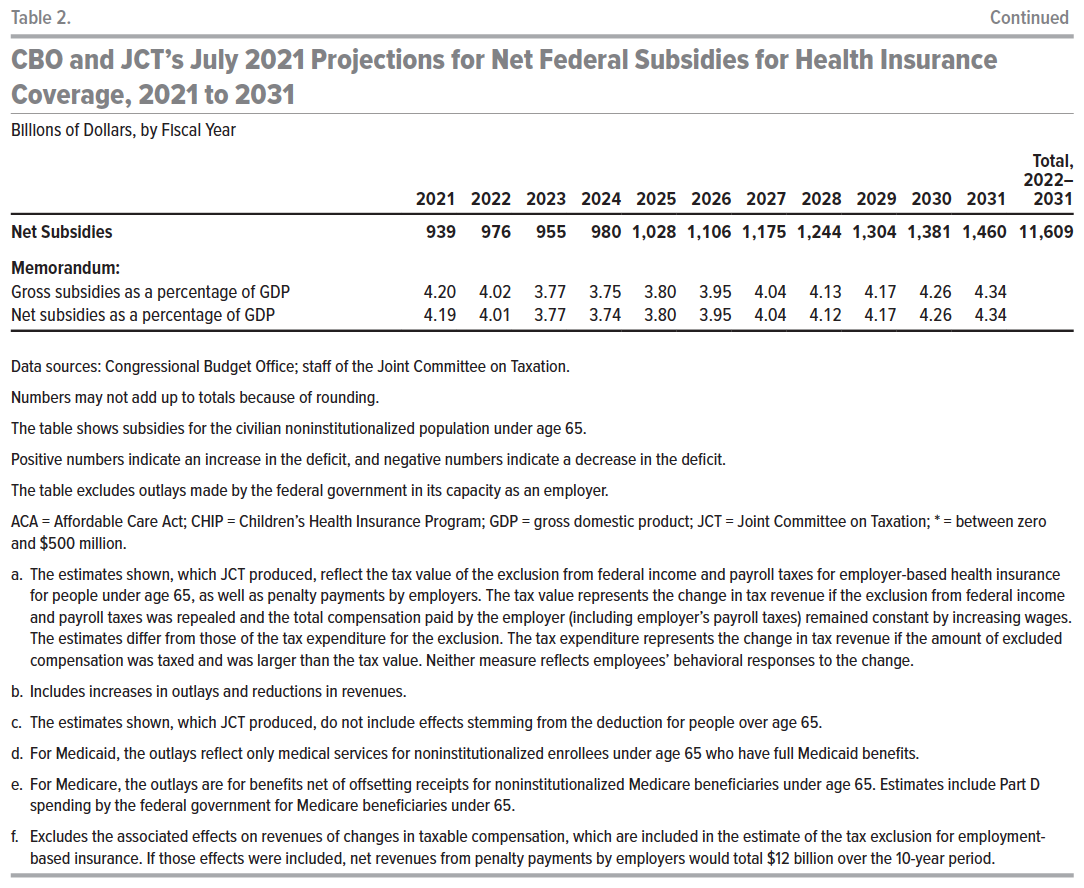 Table 2. Continued
CBO and JCT’s July 2021 Projections for Net Federal Subsidies for Health Insurance
Coverage, 2021 to 2031
Billions of Dollars, by Fiscal Year
Total,
2022–
2021 2022 2023 2024 2025 2026 2027 2028 2029 2030 2031 2031
Net Subsidies 939 976 955 980 1,028 1,106 1,175 1,244 1,304 1,381 1,460 11,609
Memorandum:
Gross subsidies as a percentage of GDP 4.20 4.02 3.77 3.75 3.80 3.95 4.04 4.13 4.17 4.26 4.34
Net subsidies as a percentage of GDP 4.19 4.01 3.77 3.74 3.80 3.95 4.04 4.12 4.17 4.26 4.34
Data sources: Congressional Budget Office; staff of the Joint Committee on Taxation.
Numbers may not add up to totals because of rounding.
The table shows subsidies for the civilian noninstitutionalized population under age 65.
Positive numbers indicate an increase in the deficit, and negative numbers indicate a decrease in the deficit.
The table excludes outlays made by the federal government in its capacity as an employer.
ACA = Affordable Care Act; CHIP = Children’s Health Insurance Program; GDP = gross domestic product; JCT = Joint Committee on Taxation; * = between zero
and $500 million.
a. The estimates shown, which JCT produced, reflect the tax value of the exclusion from federal income and payroll taxes for employer-based health insurance
for people under age 65, as well as penalty payments by employers. The tax value represents the change in tax revenue if the exclusion from federal income
and payroll taxes was repealed and the total compensation paid by the employer (including employer’s payroll taxes) remained constant by increasing wages.
The estimates differ from those of the tax expenditure for the exclusion. The tax expenditure represents the change in tax revenue if the amount of excluded
compensation was taxed and was larger than the tax value. Neither measure reflects employees’ behavioral responses to the change.
b. Includes increases in outlays and reductions in revenues.
c. The estimates shown, which JCT produced, do not include effects stemming from the deduction for people over age 65.
d. For Medicaid, the outlays reflect only medical services for noninstitutionalized enrollees under age 65 who have full Medicaid benefits.
e. For Medicare, the outlays are for benefits net of offsetting receipts for noninstitutionalized Medicare beneficiaries under age 65. Estimates include Part D
spending by the federal government for Medicare beneficiaries under 65.
f. Excludes the associated effects on revenues of changes in taxable compensation, which are included in the estimate of the tax exclusion for employment-
based insurance. If those effects were included, net revenues from penalty payments by employers would total $12 billion over the 10-year period.